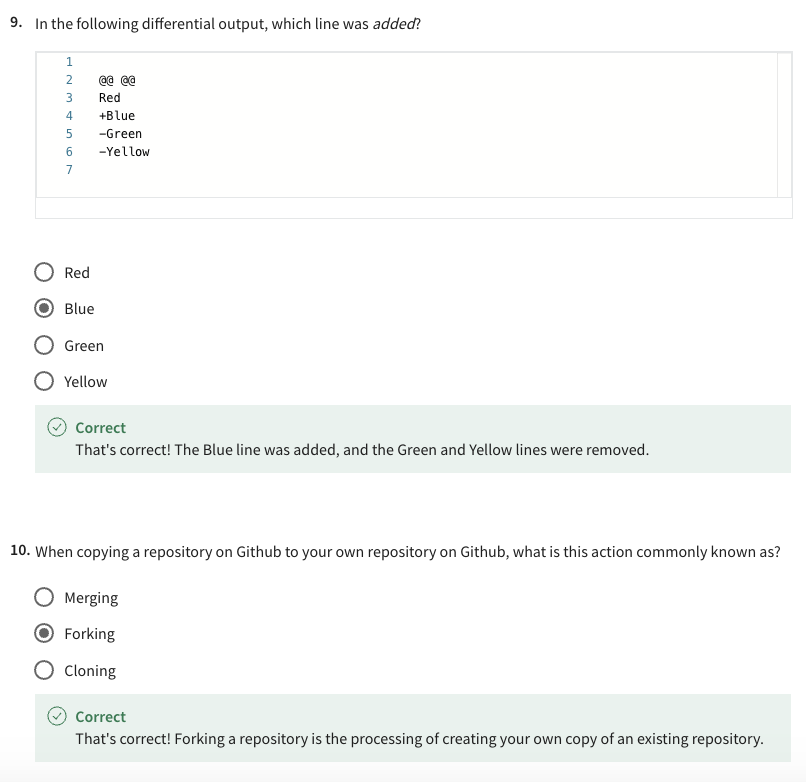 9. In the following differential output, which line was added?
1
2 @@ @@
3 Red
4 +Blue
5 -Green
6 -Yellow
7
Red
Blue
Green
Yellow
Correct
That's correct! The Blue line was added, and the Green and Yellow lines were removed.
10. When copying a repository on Github to your own repository on Github, what is this action commonly known as?
Merging
Forking
Cloning
Correct
That's correct! Forking a repository is the processing of creating your own copy of an existing repository.